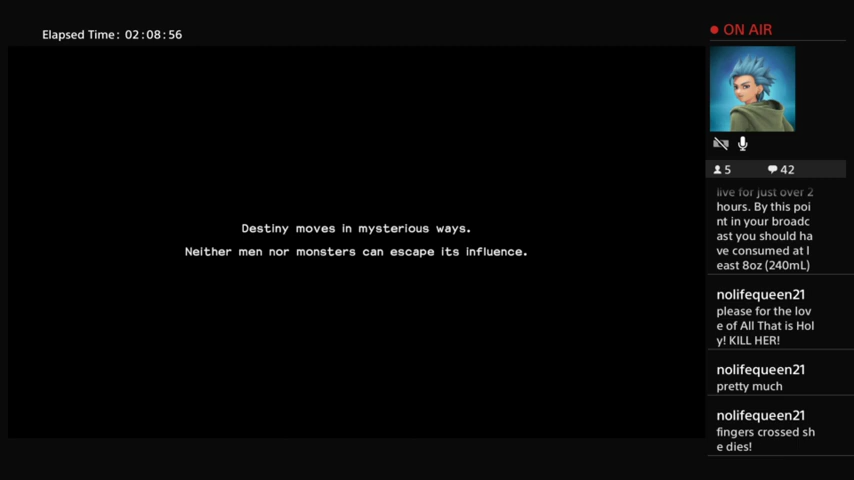 Elapsed Time: 02:08:56
ON AIR
5
42
live for just over 2
hours. By this poi
nt in your broadc
ast you should ha
ve consumed at l
east 8oz (240mL)
Destiny moves in mysterious ways.
Neither men nor monsters can escape its influence.
nolifequeen21
please for the lov
e of All That is Hol
y! KILL HER!
nolifequeen21
pretty much
nolifequeen21
fingers crossed sh
e dies!